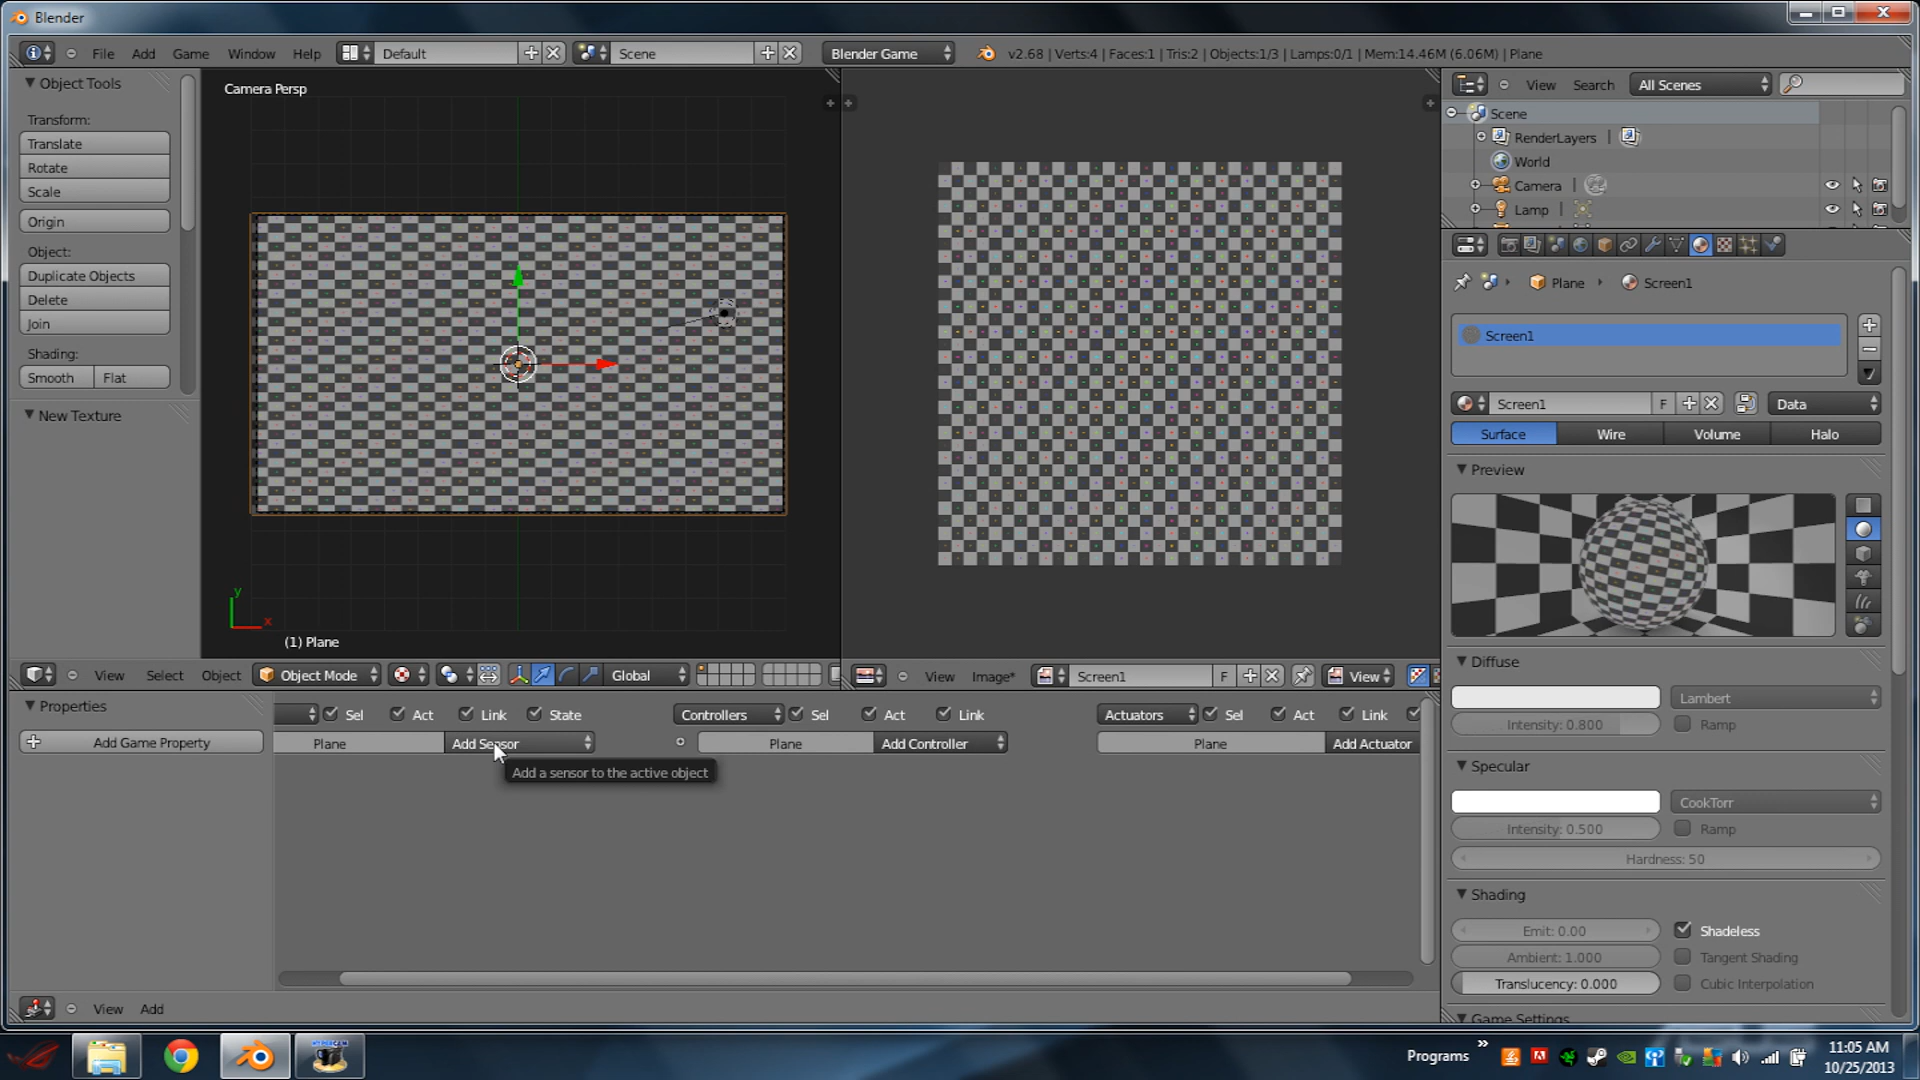 Blender
File Add Game Window Help Default Scene Blender Game v2.68 | Verts:4 | Faces:1 | Tris:2 | Objects:1/3 | Lamps:0/1 | Mem:14.46M (6.06M) | Plane
Object Tools
Transform:
Translate
Rotate
Scale
Origin
Object:
Duplicate Objects
Delete
Join
Shading:
Smooth Flat
New Texture
Camera Persp
y
x
(1) Plane
View Select Object Object Mode Global
View Image* Screen1 F View
View Search All Scenes
Scene
RenderLayers |
World
Camera |
Lamp |
Plane Screen1
Screen1
Screen1 F Data
Surface Wire Volume Halo
Preview
Diffuse
Lambert
Intensity: 0.800 Ramp
Specular
CookTorr
Intensity: 0.500 Ramp
Hardness: 50
Shading
Emit: 0.00 Shadeless
Ambient: 1.000 Tangent Shading
Translucency: 0.000 Cubic Interpolation
Game Settings
Properties
Add Game Property
Sel Act Link State Controllers Sel Act Link Actuators Sel Act Link
Plane Add Sensor Plane Add Controller Plane Add Actuator
Add a sensor to the active object
View Add
HYPERCAM
Programs »
11:05 AM
10/25/2013